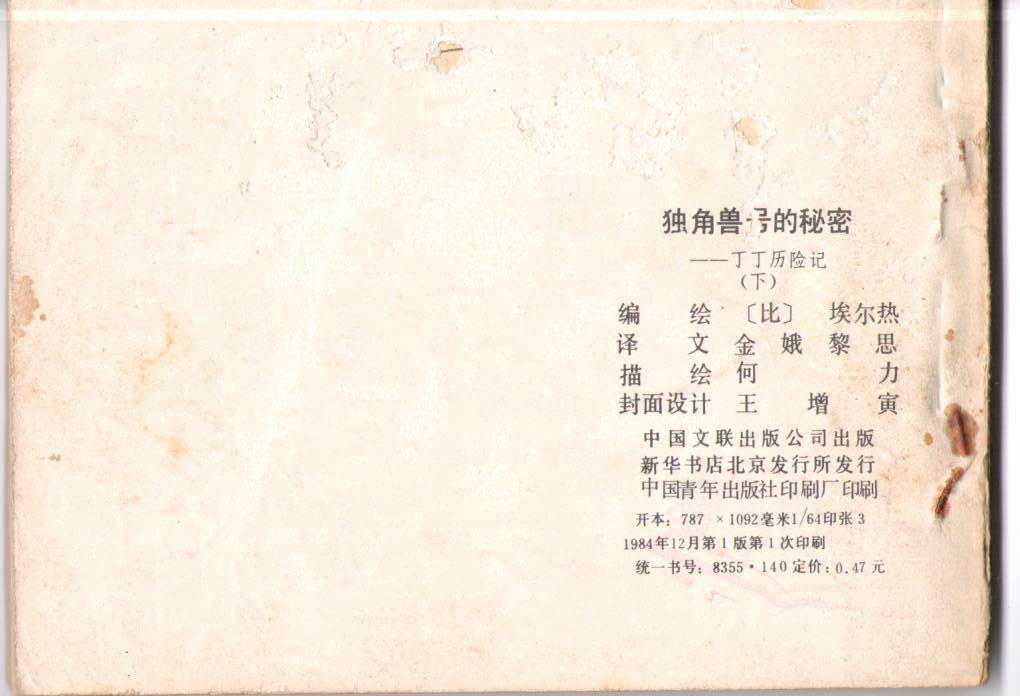 独角兽号的秘密
——丁丁历险记
（下）
编绘 〔比〕 埃尔热
译文 金娥 黎思
描绘 何力
封面设计 王增寅
中国文联出版公司出版
新华书店北京发行所发行
中国青年出版社印刷厂印刷
开本：787×1092毫米1/64印张3
1984年12月第1版第1次印刷
统一书号：8355·140定价：0.47元